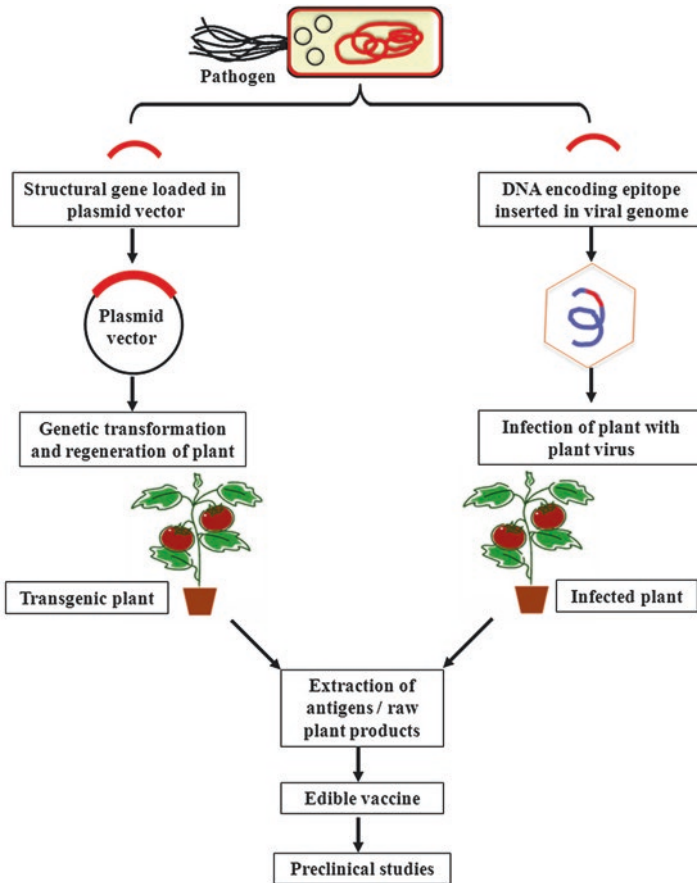 Pathogen
Structural gene loaded in
plasmid vector
DNA encoding epitope
inserted in viral genome
Plasmid
vector
Genetic transformation
and regeneration of plant
Infection of plant with
plant virus
Transgenic plant
Infected plant
Extraction of
antigens / raw
plant products
Edible vaccine
Preclinical studies